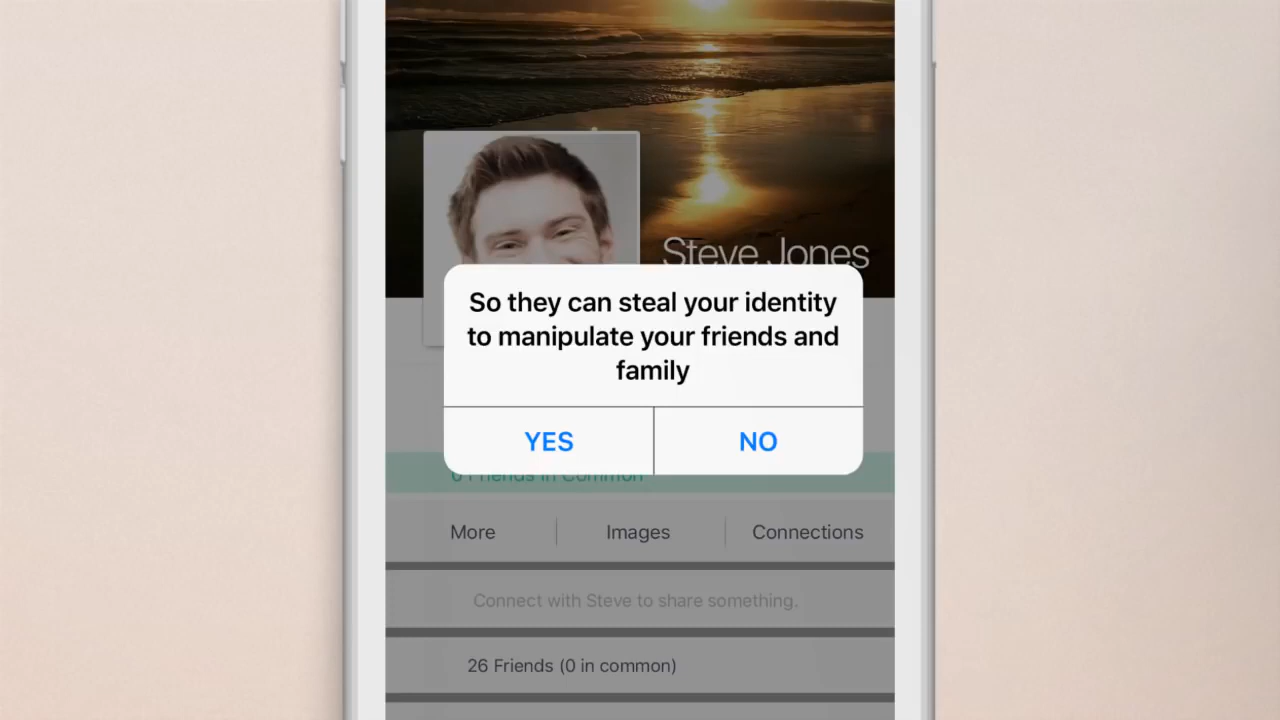 Steve Jones
So they can steal your identity
to manipulate your friends and
family
YES
NO
0 Friends in Common
More
Images
Connections
Connect with Steve to share something.
26 Friends (0 in common)